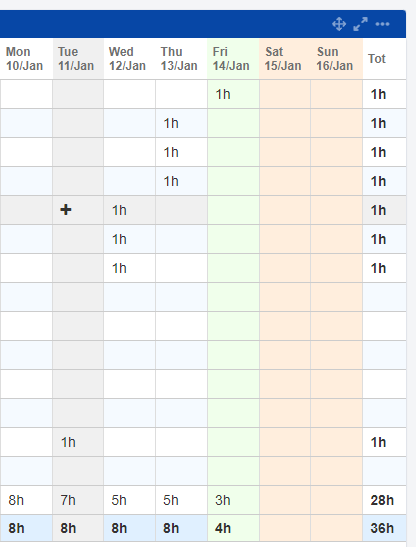 Mon Tue Wed Thu Fri Sat Sun Tot
10/Jan 11/Jan 12/Jan 13/Jan 14/Jan 15/Jan 16/Jan
1h 1h
1h 1h
1h 1h
1h 1h
1h 1h
1h 1h
1h 1h
1h 1h
8h 7h 5h 5h 3h 28h
8h 8h 8h 8h 4h 36h